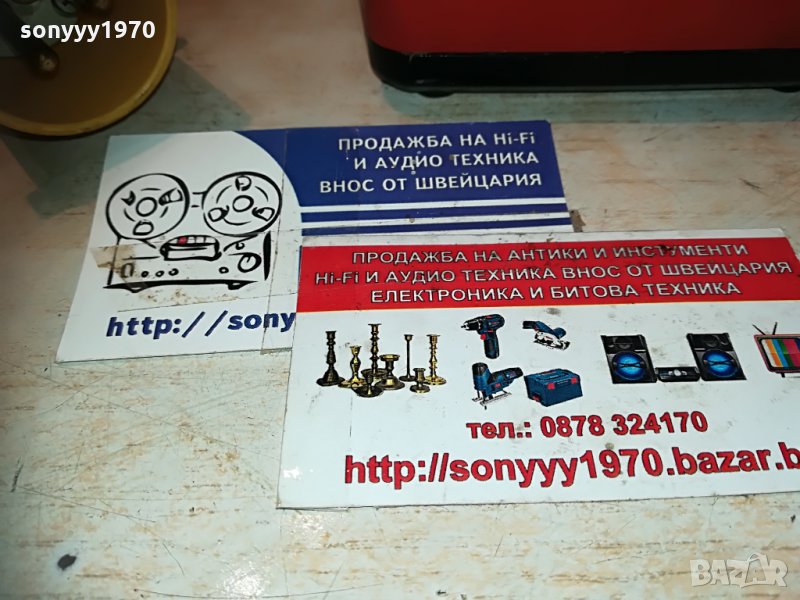 sonyyy1970
ПРОДАЖБА НА Hi-Fi
И АУДИО ТЕХНИКА
ВНОС ОТ ШВЕЙЦАРИЯ
http://sony
ПРОДАЖБА НА АНТИКИ И ИНСТУМЕНТИ
Hi-Fi И АУДИО ТЕХНИКА ВНОС ОТ ШВЕЙЦАРИЯ
ЕЛЕКТРОНИКА И БИТОВА ТЕХНИКА
тел.: 0878 324170
http://sonyyy1970.bazar.b
BAZAR